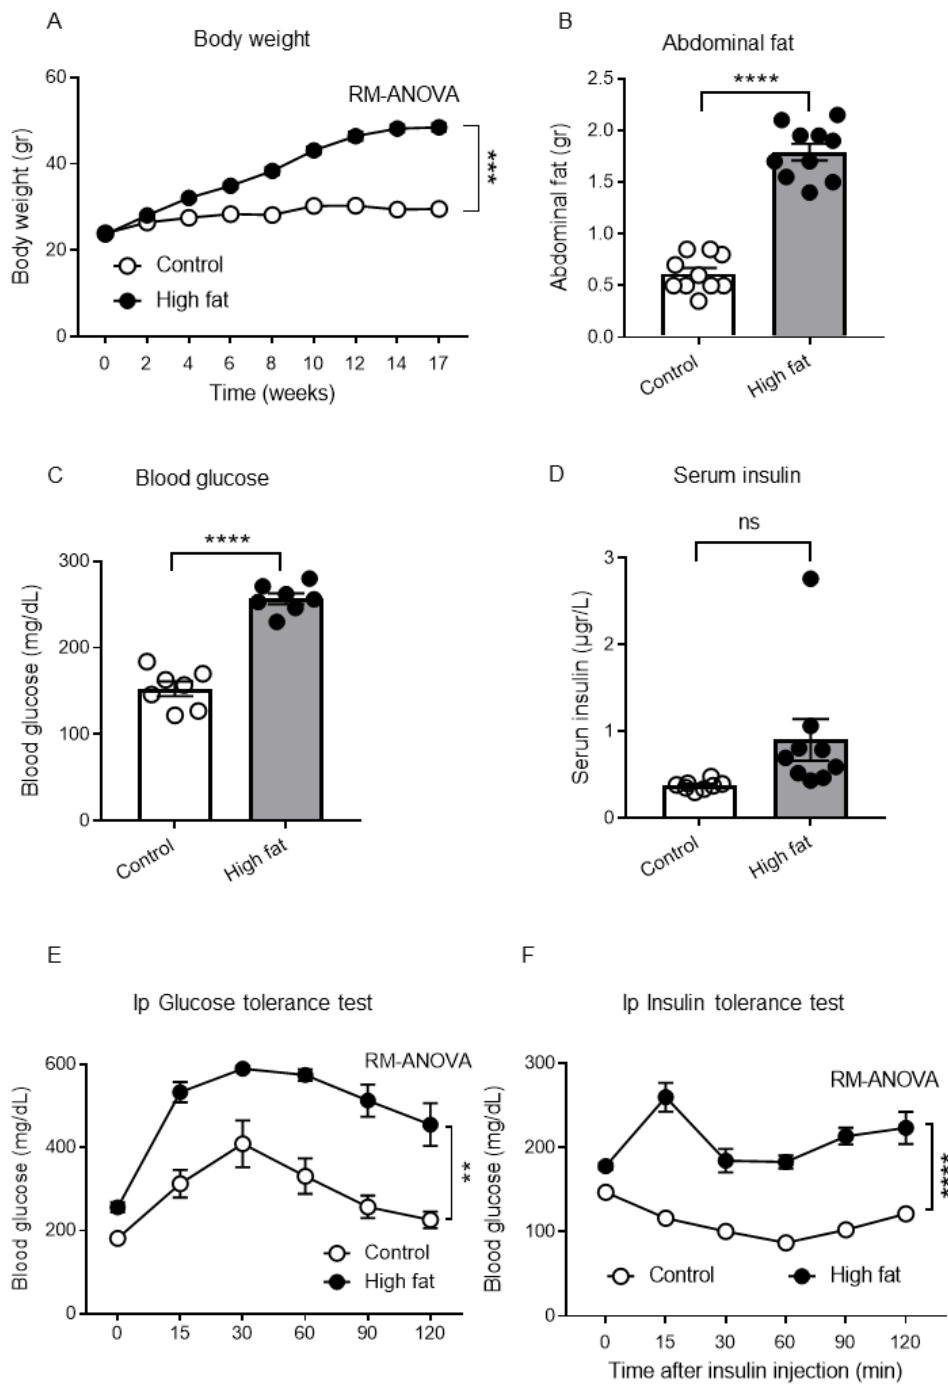 A
Body weight
60
40
20
0
Body weight (gr)
RM-ANOVA
***
Control
High fat
0 2 4 6 8 10 12 14 17
Time (weeks)
B
Abdominal fat
2.5
2.0
1.5
1.0
0.5
0.0
Abdominal fat (gr)
****
Control
High fat
C
Blood glucose
300
200
100
0
Blood glucose (mg/dL)
****
Control
High fat
D
Serum insulin
3
2
1
0
Serun insulin (µgr/L)
ns
Control
High fat
E
Ip Glucose tolerance test
600
400
200
0
Blood glucose (mg/dL)
RM-ANOVA
**
Control
High fat
0 15 30 60 90 120
F
Ip Insulin tolerance test
300
200
100
0
Blood glucose (mg/dL)
RM-ANOVA
****
Control
High fat
0 15 30 60 90 120
Time after insulin injection (min)